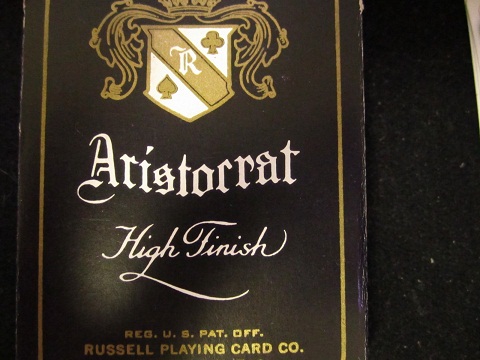 R
Aristocrat
High Finish
REG. U. S. PAT. OFF.
RUSSELL PLAYING CARD CO.